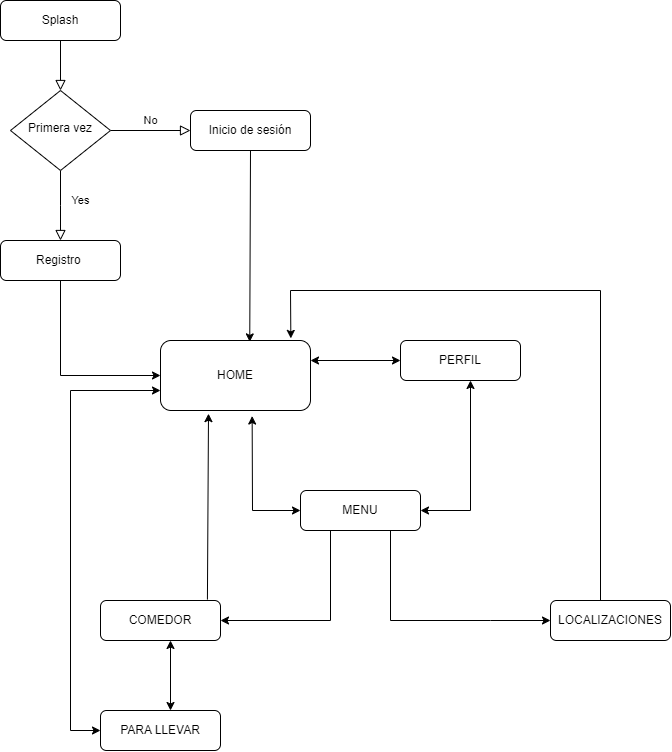 Splash
Primera vez
No
Inicio de sesión
Yes
Registro
HOME
PERFIL
MENU
COMEDOR
LOCALIZACIONES
PARA LLEVAR